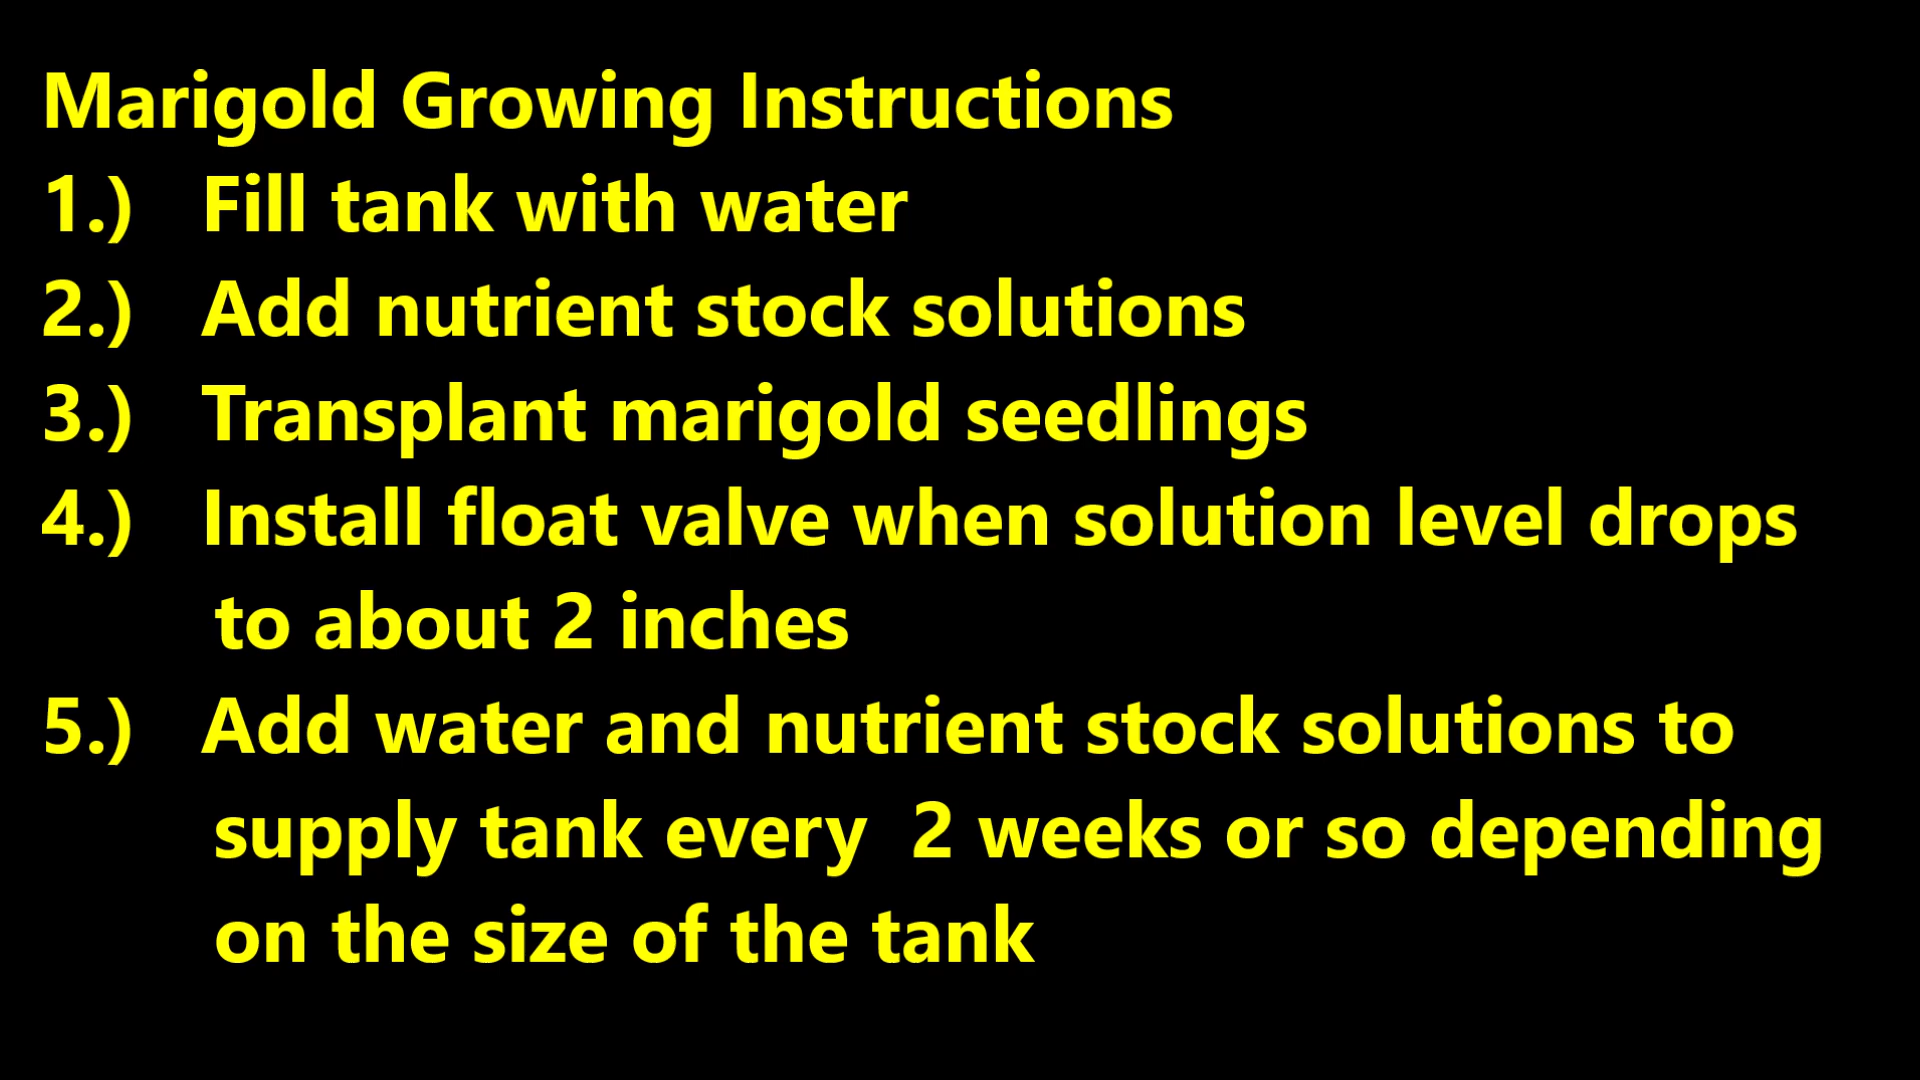 Marigold Growing Instructions
1.) Fill tank with water
2.) Add nutrient stock solutions
3.) Transplant marigold seedlings
4.) Install float valve when solution level drops
to about 2 inches
5.) Add water and nutrient stock solutions to
supply tank every  2 weeks or so depending
on the size of the tank